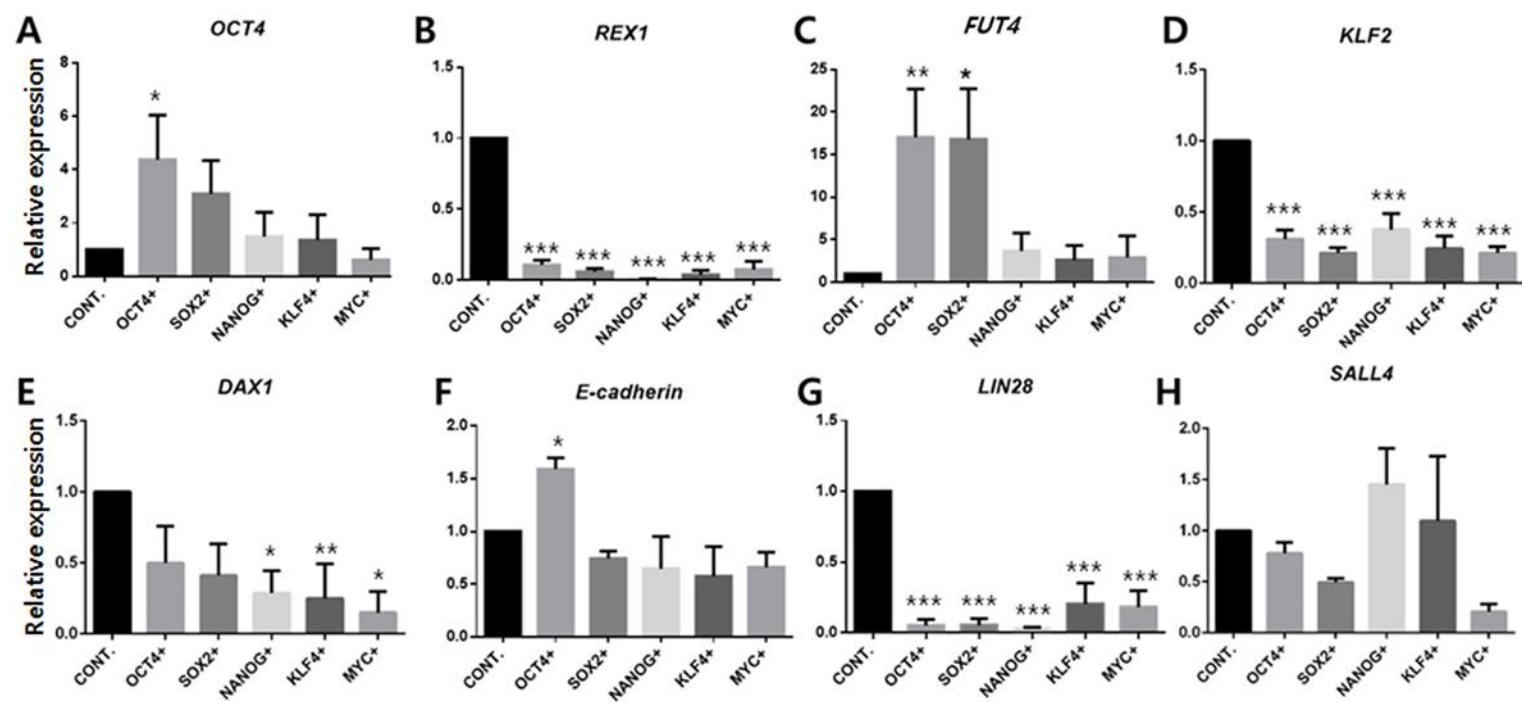 A OCT4
Relative expression
8
6
4
2
0
*
CONT. OCT4+ SOX2+ NANOG+ KLF4+ MYC+
B REX1
1.5
1.0
0.5
0.0
*** *** *** *** ***
CONT. OCT4+ SOX2+ NANOG+ KLF4+ MYC+
C FUT4
25
20
15
10
5
0
** *
CONT. OCT4+ SOX2+ NANOG+ KLF4+ MYC+
D KLF2
1.5
1.0
0.5
0.0
*** *** *** *** ***
CONT. OCT4+ SOX2+ NANOG+ KLF4+ MYC+
E DAX1
Relative expression
1.5
1.0
0.5
0.0
* ** *
CONT. OCT4+ SOX2+ NANOG+ KLF4+ MYC+
F E-cadherin
2.0
1.5
1.0
0.5
0.0
*
CONT. OCT4+ SOX2+ NANOG+ KLF4+ MYC+
G LIN28
1.5
1.0
0.5
0.0
*** *** *** *** ***
CONT. OCT4+ SOX2+ NANOG+ KLF4+ MYC+
H SALL4
2.0
1.5
1.0
0.5
0.0
CONT. OCT4+ SOX2+ NANOG+ KLF4+ MYC+